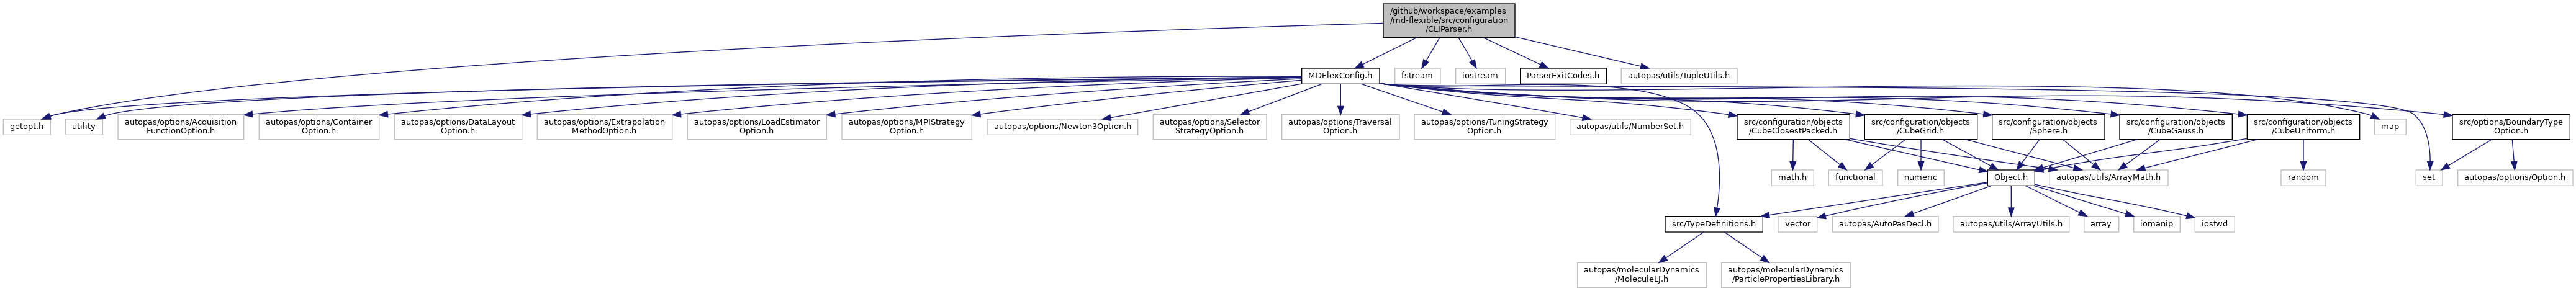 /github/workspace/examples
/md-flexible/src/configuration
/CLIParser.h
MDFlexConfig.h
fstream
iostream
ParserExitCodes.h
autopas/utils/TupleUtils.h
getopt.h
utility
autopas/options/Acquisition
FunctionOption.h
autopas/options/Container
Option.h
autopas/options/DataLayout
Option.h
autopas/options/Extrapolation
MethodOption.h
autopas/options/LoadEstimator
Option.h
autopas/options/MPIStrategy
Option.h
autopas/options/Newton3Option.h
autopas/options/Selector
StrategyOption.h
autopas/options/Traversal
Option.h
autopas/options/TuningStrategy
Option.h
autopas/utils/NumberSet.h
src/configuration/objects
/CubeClosestPacked.h
src/configuration/objects
/CubeGrid.h
src/configuration/objects
/Sphere.h
src/configuration/objects
/CubeGauss.h
src/configuration/objects
/CubeUniform.h
map
src/options/BoundaryType
Option.h
math.h
functional
numeric
Object.h
autopas/utils/ArrayMath.h
random
set
autopas/options/Option.h
src/TypeDefinitions.h
vector
autopas/AutoPasDecl.h
autopas/utils/ArrayUtils.h
array
iomanip
iosfwd
autopas/molecularDynamics
/MoleculeLJ.h
autopas/molecularDynamics
/ParticlePropertiesLibrary.h